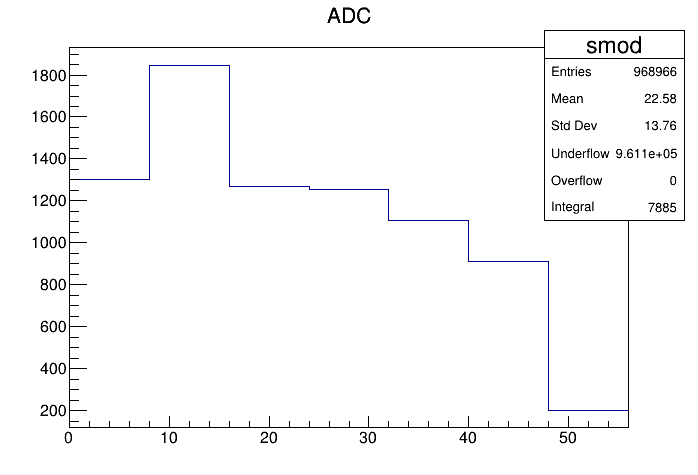 ADC
smod
Entries 968966
Mean 22.58
Std Dev 13.76
Underflow 9.611e+05
Overflow 0
Integral 7885
1800
1600
1400
1200
1000
800
600
400
200
0 10 20 30 40 50